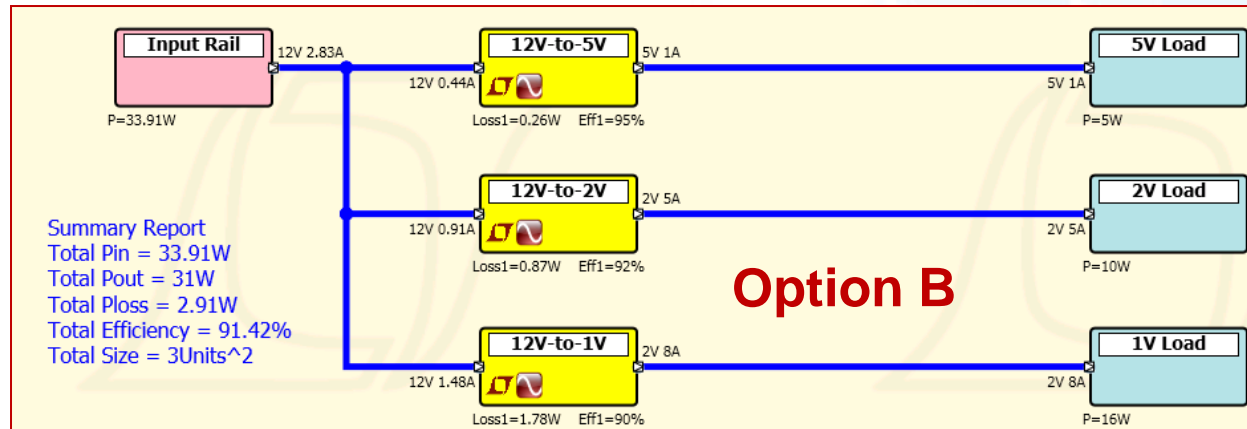 Input Rail
12V 2.83A
P=33.91W
12V-to-5V
12V 0.44A
5V 1A
Loss1=0.26W Eff1=95%
5V Load
5V 1A
P=5W
12V-to-2V
12V 0.91A
2V 5A
Loss1=0.87W Eff1=92%
2V Load
2V 5A
P=10W
Summary Report
Total Pin = 33.91W
Total Pout = 31W
Total Ploss = 2.91W
Total Efficiency = 91.42%
Total Size = 3Units^2
Option B
12V-to-1V
12V 1.48A
2V 8A
Loss1=1.78W Eff1=90%
1V Load
2V 8A
P=16W